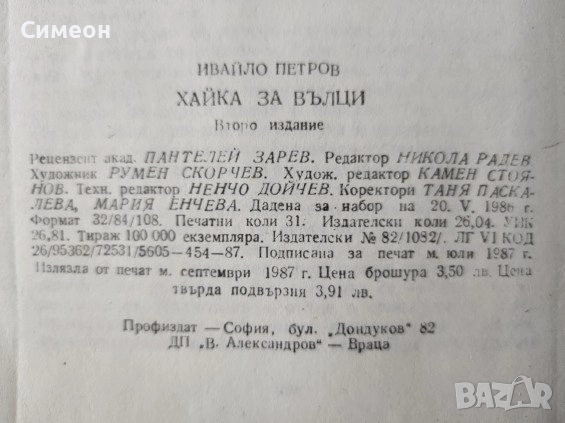 Симеон
ИВАЙЛО ПЕТРОВ
ХАЙКА ЗА ВЪЛЦИ
Второ издание
Рецензент акад. ПАНТЕЛЕЙ ЗАРЕВ. Редактор НИКОЛА РАДЕВ
Художник РУМЕН СКОРЧЕВ. Худож. редактор КАМЕН СТОЯ-
НОВ. Техн. редактор НЕНЧО ДОЙЧЕВ. Коректори ТАНЯ ПАСКА-
ЛЕВА, МАРИЯ ЕНЧЕВА. Дадена за набор на 20. V. 1986 г.
Формат 32/84/108. Печатни коли 31. Издателски коли 26,04. УИК
26,81. Тираж 100 000 екземпляра. Издателски № 82/1082/. ЛГ VI КОД
26/95362/72531/5605—454—87. Подписана за печат м. юли 1987 г.
Излязла от печат м. септември 1987 г. Цена брошура 3,50 лв. Цена
твърда подвързия 3,91 лв.
Профиздат — София, бул. „Дондуков" 82
ДП „В. Александров" — Враца
BAZAR
bg